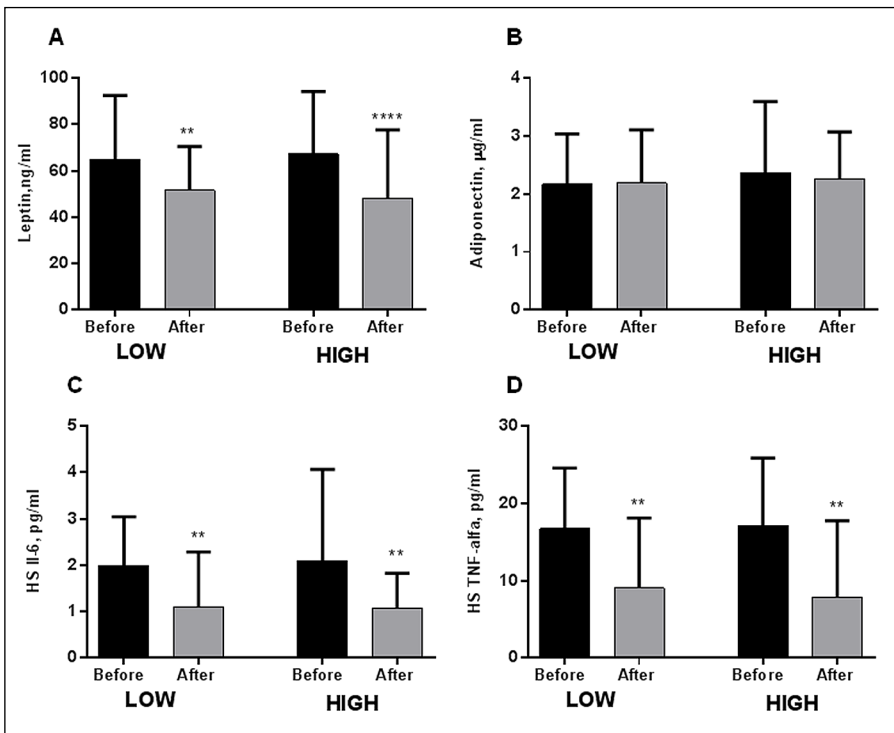 A
Leptin,ng/ml
100
80
60
40
20
0
**
****
Before After Before After
LOW HIGH
B
Adiponectin, µg/ml
4
3
2
1
0
Before After Before After
LOW HIGH
C
HS Il-6, pg/ml
5
4
3
2
1
0
**
**
Before After Before After
LOW HIGH
D
HS TNF-alfa, pg/ml
30
20
10
0
**
**
Before After Before After
LOW HIGH